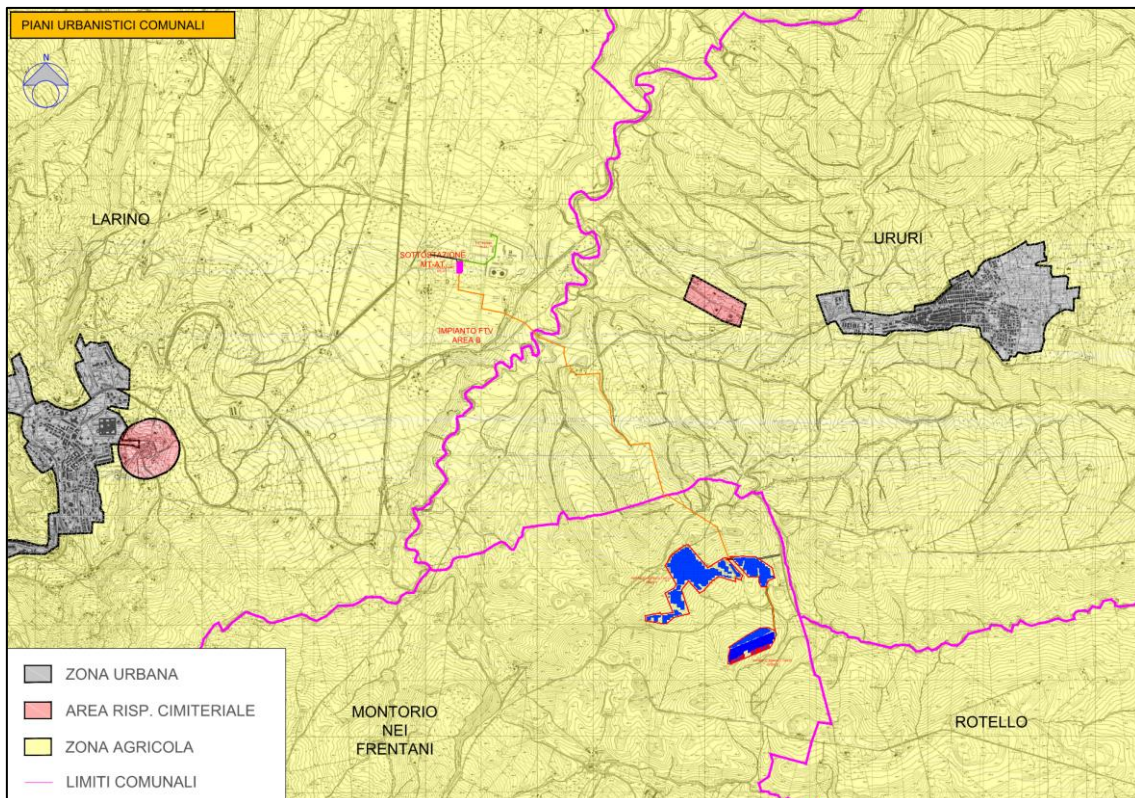 PIANI URBANISTICI COMUNALI
N
LARINO
URURI
SOTTOSTAZIONE
MT-AT
IMPIANTO FTV
AREA B
MONTORIO
NEI
FRENTANI
ROTELLO
ZONA URBANA
AREA RISP. CIMITERIALE
ZONA AGRICOLA
LIMITI COMUNALI